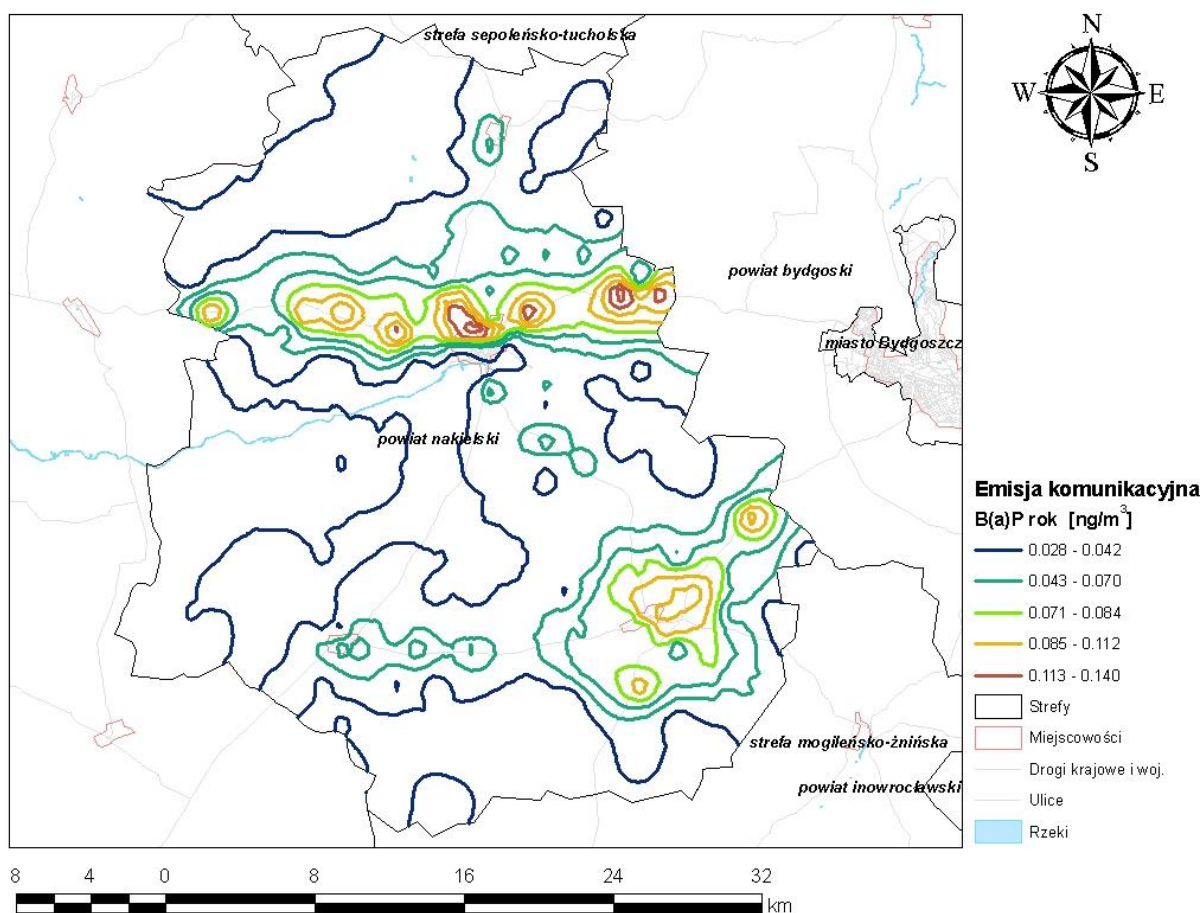 strefa sepoleńsko-tucholska
N
W
E
S
powiat bydgoski
miasto Bydgoszcz
powiat nakielski
Emisja komunikacyjna
B(a)P rok [ng/m³]
0.028 - 0.042
0.043 - 0.070
0.071 - 0.084
0.085 - 0.112
0.113 - 0.140
Strefy
Miejscowości
Drogi krajowe i woj.
Ulice
Rzeki
strefa mogileńsko-żnińska
powiat inowrocławski
8 4 0 8 16 24 32
km